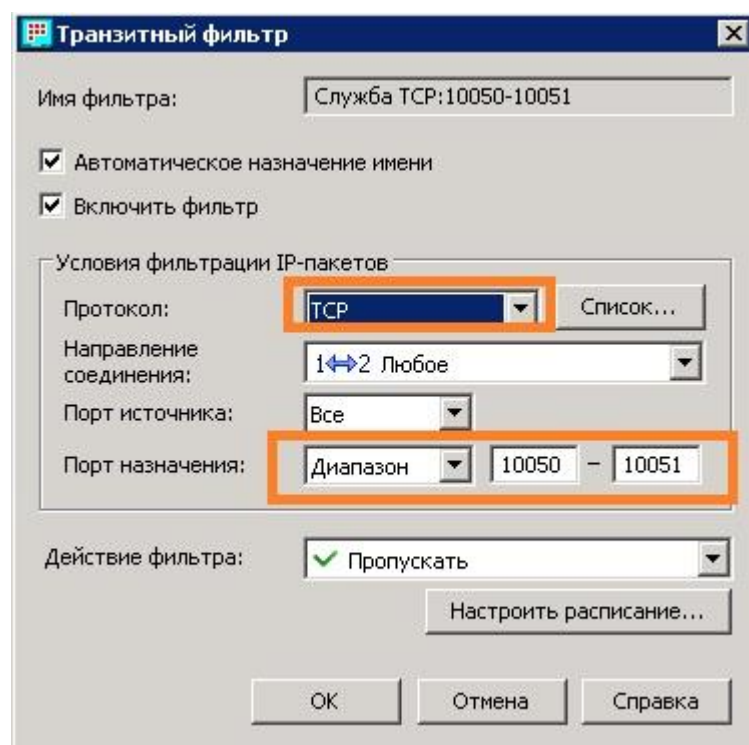 Транзитный фильтр
Имя фильтра: Служба TCP:10050-10051
Автоматическое назначение имени
Включить фильтр
Условия фильтрации IP-пакетов
Протокол: TCP Список...
Направление
соединения: 1⇔2 Любое
Порт источника: Все
Порт назначения: Диапазон 10050 – 10051
Действие фильтра: Пропускать
Настроить расписание...
ОК Отмена Справка